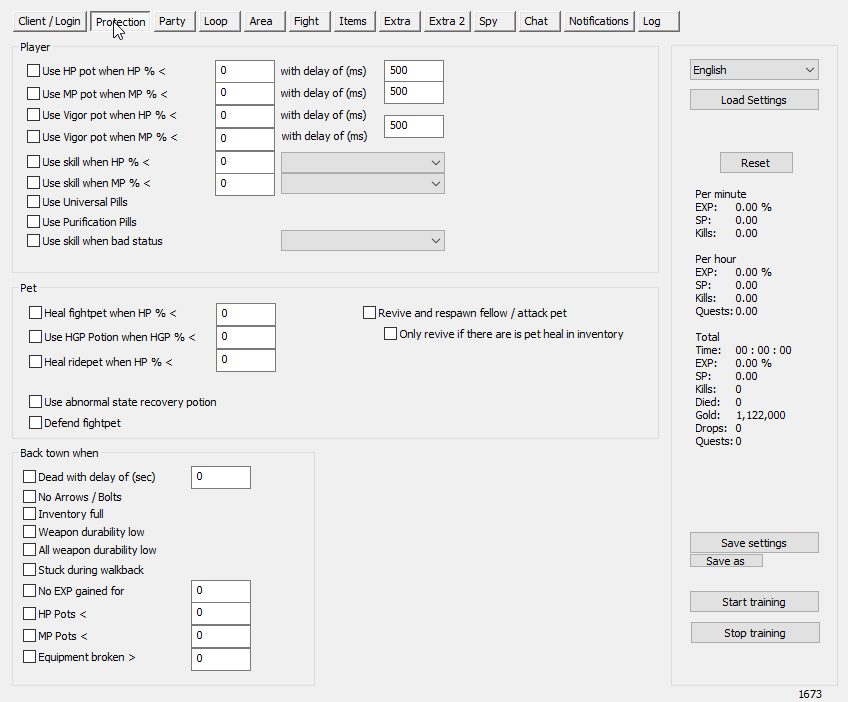 Client / Login Protection Party Loop Area Fight Items Extra Extra 2 Spy Chat Notifications Log
Player
Use HP pot when HP % < 0 with delay of (ms) 500
Use MP pot when MP % < 0 with delay of (ms) 500
Use Vigor pot when HP % < 0 with delay of (ms)
Use Vigor pot when MP % < 0 with delay of (ms) 500
Use skill when HP % < 0
Use skill when MP % < 0
Use Universal Pills
Use Purification Pills
Use skill when bad status
Pet
Heal fightpet when HP % < 0
Use HGP Potion when HGP % < 0
Heal ridepet when HP % < 0
Use abnormal state recovery potion
Defend fightpet
Revive and respawn fellow / attack pet
Only revive if there are is pet heal in inventory
Back town when
Dead with delay of (sec) 0
No Arrows / Bolts
Inventory full
Weapon durability low
All weapon durability low
Stuck during walkback
No EXP gained for 0
HP Pots < 0
MP Pots < 0
Equipment broken > 0
English
Load Settings
Reset
Per minute
EXP: 0.00 %
SP: 0.00
Kills: 0.00
Per hour
EXP: 0.00 %
SP: 0.00
Kills: 0.00
Quests: 0.00
Total
Time: 00 : 00 : 00
EXP: 0.00 %
SP: 0.00
Kills: 0
Died: 0
Gold: 1,122,000
Drops: 0
Quests: 0
Save settings
Save as
Start training
Stop training
1673